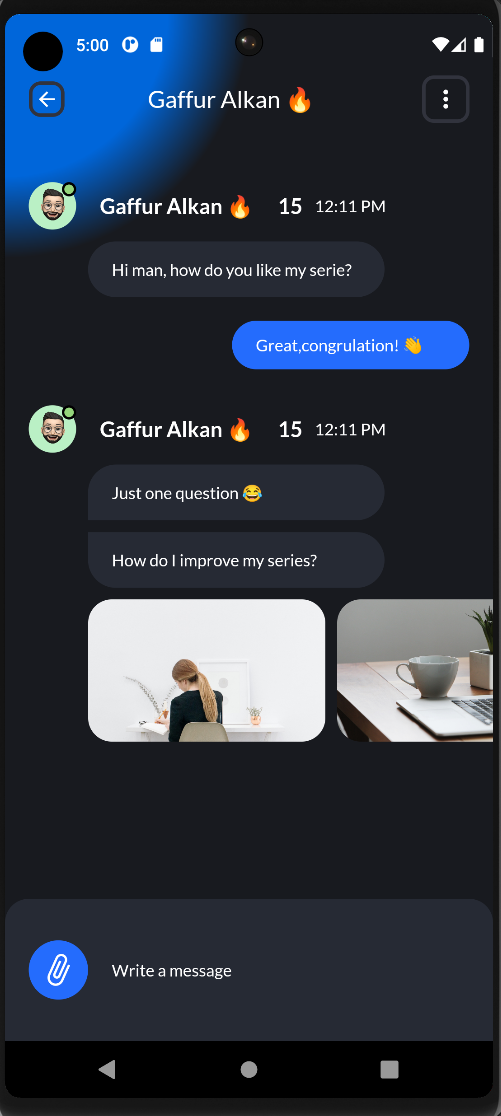 5:00
Gaffur Alkan 🔥
Gaffur Alkan 🔥 15 12:11 PM
Hi man, how do you like my serie?
Great,congrulation! 👋
Gaffur Alkan 🔥 15 12:11 PM
Just one question 😂
How do I improve my series?
Write a message